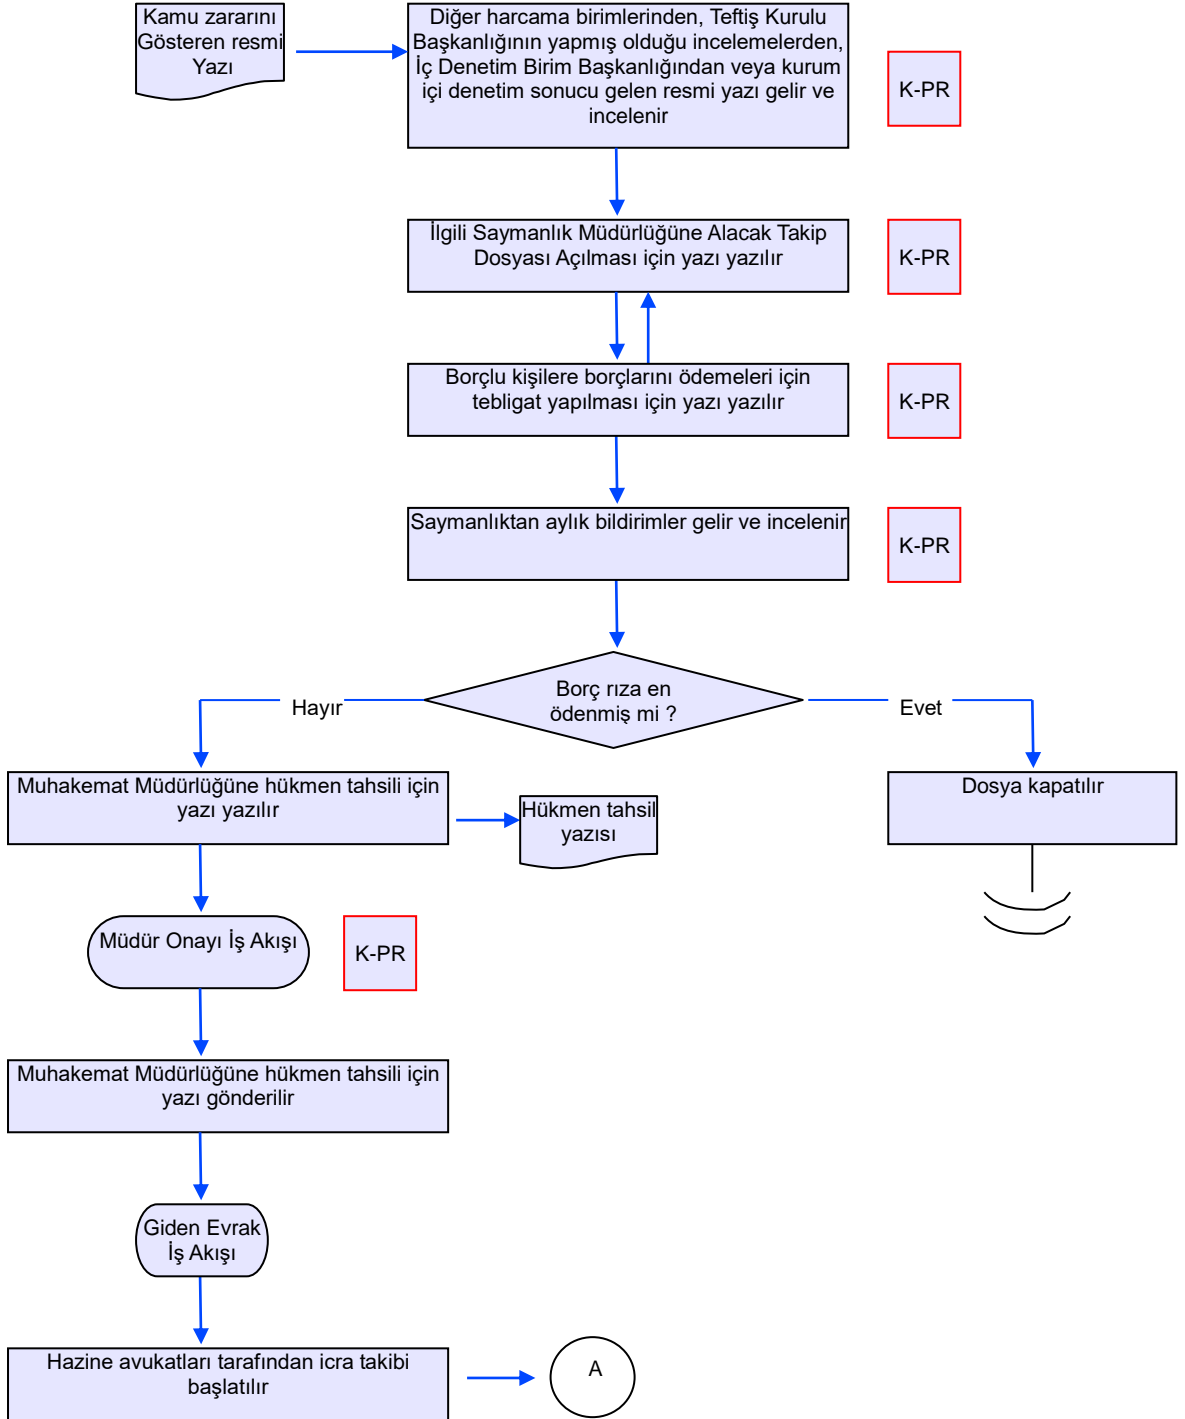 Kamu zararını
Gösteren resmi
Yazı
Diğer harcama birimlerinden, Teftiş Kurulu
Başkanlığının yapmış olduğu incelemelerden,
İç Denetim Birim Başkanlığından veya kurum
içi denetim sonucu gelen resmi yazı gelir ve
incelenir
K-PR
İlgili Saymanlık Müdürlüğüne Alacak Takip
Dosyası Açılması için yazı yazılır
K-PR
Borçlu kişilere borçlarını ödemeleri için
tebligat yapılması için yazı yazılır
K-PR
Saymanlıktan aylık bildirimler gelir ve incelenir
K-PR
Borç rıza en
ödenmiş mi ?
Hayır
Evet
Muhakemat Müdürlüğüne hükmen tahsili için
yazı yazılır
Hükmen tahsil
yazısı
Dosya kapatılır
Müdür Onayı İş Akışı
K-PR
Muhakemat Müdürlüğüne hükmen tahsili için
yazı gönderilir
Giden Evrak
İş Akışı
Hazine avukatları tarafından icra takibi
başlatılır
A